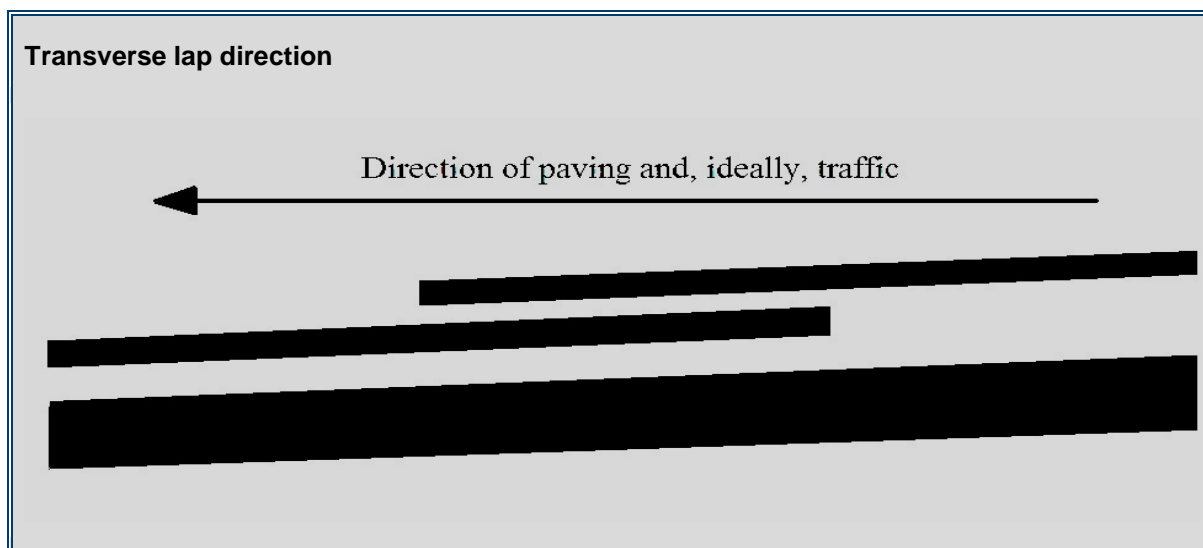 Transverse lap direction
Direction of paving and, ideally, traffic